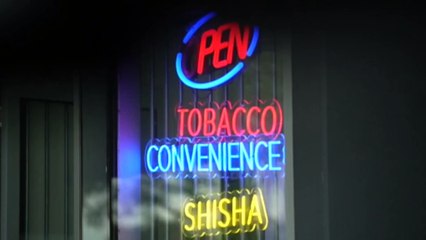 PEN
TOBACCO
CONVENIENCE
SHISHA